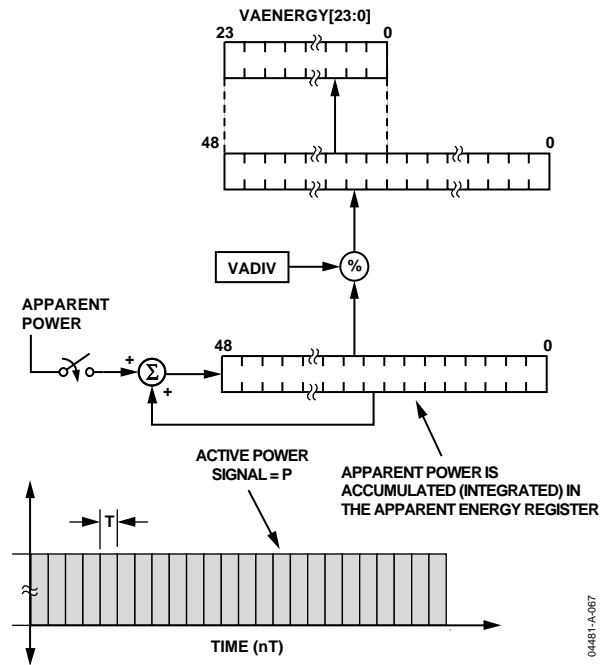 VAENERGY[23:0]
23 0
48 0
VADIV %
APPARENT
POWER
48 0
+ Σ
+
ACTIVE POWER
SIGNAL = P
APPARENT POWER IS
ACCUMULATED (INTEGRATED) IN
THE APPARENT ENERGY REGISTER
T
TIME (nT)
04481-A-067